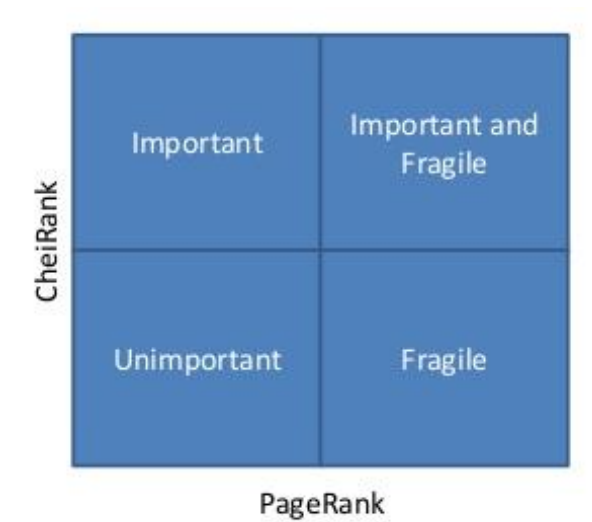 Important
Important and
Fragile
CheiRank
Unimportant
Fragile
PageRank